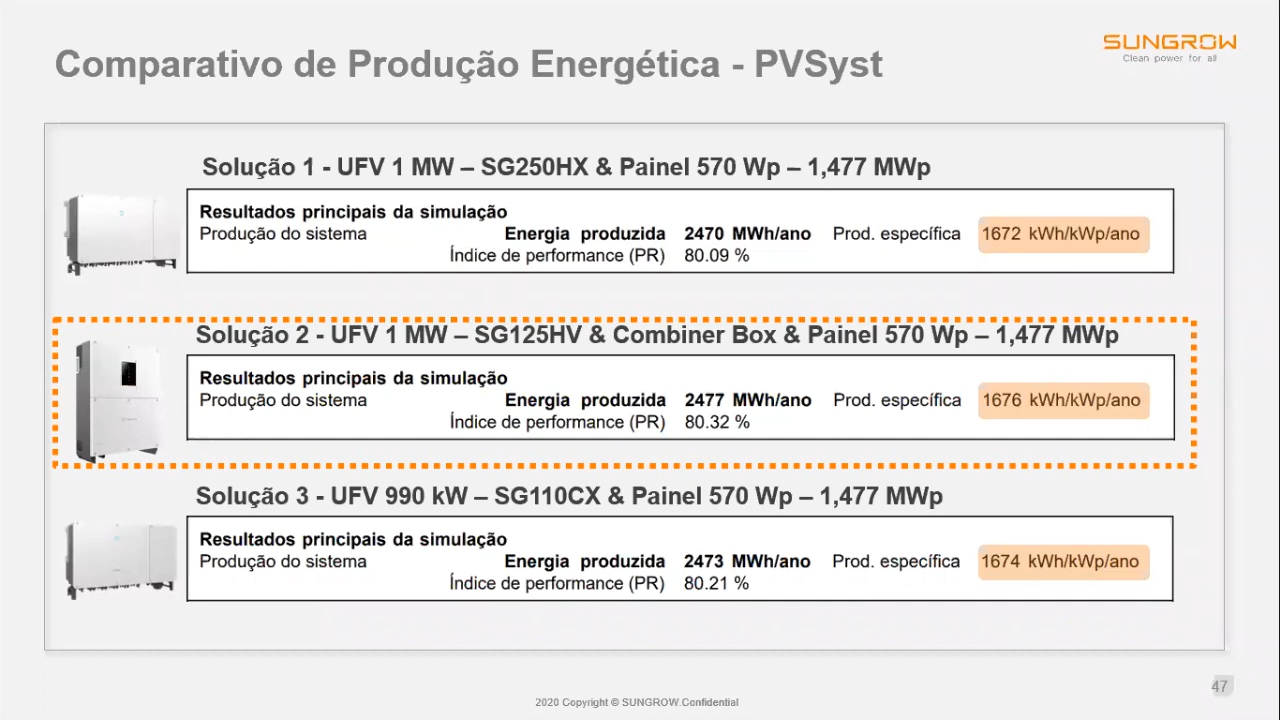 Comparativo de Produção Energética - PVSyst
SUNGROW
Clean power for all
Solução 1 - UFV 1 MW – SG250HX & Painel 570 Wp – 1,477 MWp
Resultados principais da simulação
Produção do sistema Energia produzida 2470 MWh/ano Prod. específica 1672 kWh/kWp/ano
Índice de performance (PR) 80.09 %
Solução 2 - UFV 1 MW – SG125HV & Combiner Box & Painel 570 Wp – 1,477 MWp
Resultados principais da simulação
Produção do sistema Energia produzida 2477 MWh/ano Prod. específica 1676 kWh/kWp/ano
Índice de performance (PR) 80.32 %
Solução 3 - UFV 990 kW – SG110CX & Painel 570 Wp – 1,477 MWp
Resultados principais da simulação
Produção do sistema Energia produzida 2473 MWh/ano Prod. específica 1674 kWh/kWp/ano
Índice de performance (PR) 80.21 %
47
2020 Copyright © SUNGROW Confidential